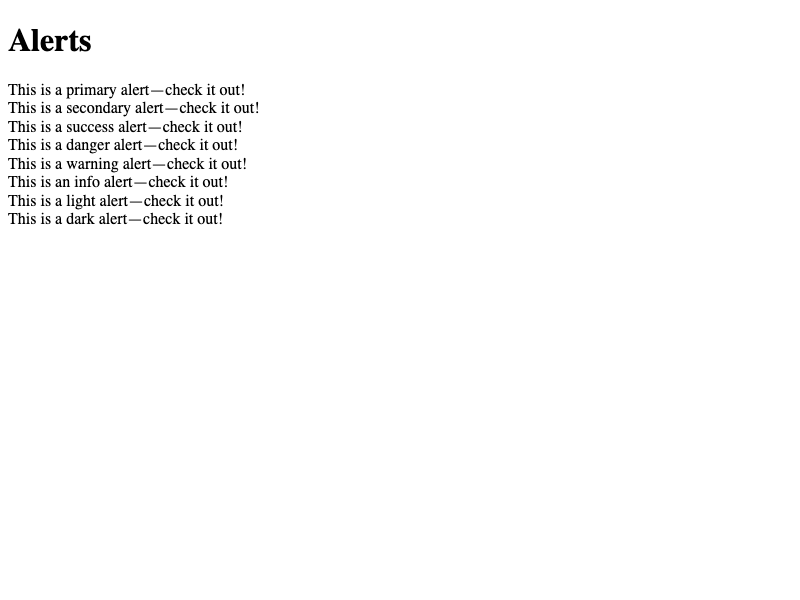 Alerts
This is a primary alert—check it out!
This is a secondary alert—check it out!
This is a success alert—check it out!
This is a danger alert—check it out!
This is a warning alert—check it out!
This is an info alert—check it out!
This is a light alert—check it out!
This is a dark alert—check it out!